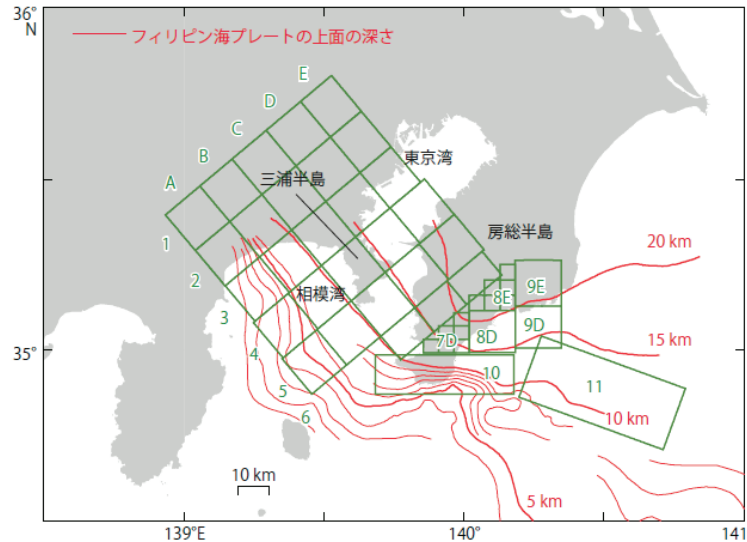 36°
N
フィリピン海プレートの上面の深さ
E
D
C
B
A
東京湾
三浦半島
1
房総半島
20 km
2
相模湾
8E
9E
3
9D
7D
8D
15 km
35°
4
10
11
5
10 km
6
10 km
5 km
139°E
140°
141